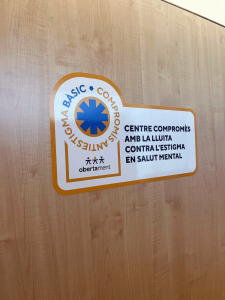 BÀSIC • COMPROMÍS ANTIESTIGMA
obertament
CENTRE COMPROMÈS
AMB LA LLUITA
CONTRA L'ESTIGMA
EN SALUT MENTAL